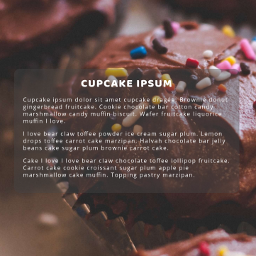 CUPCAKE IPSUM
Cupcake ipsum dolor sit amet cupcake dragée. Brownie donut
gingerbread fruitcake. Cookie chocolate bar cotton candy
marshmallow candy muffin biscuit. Wafer fruitcake liquorice
muffin I love.
I love bear claw toffee powder ice cream sugar plum. Lemon
drops toffee carrot cake marzipan. Halvah chocolate bar jelly
beans cake sugar plum brownie carrot cake.
Cake I love I love bear claw chocolate toffee lollipop fruitcake.
Carrot cake cookie croissant sugar plum apple pie
marshmallow cake muffin. Topping pastry marzipan.